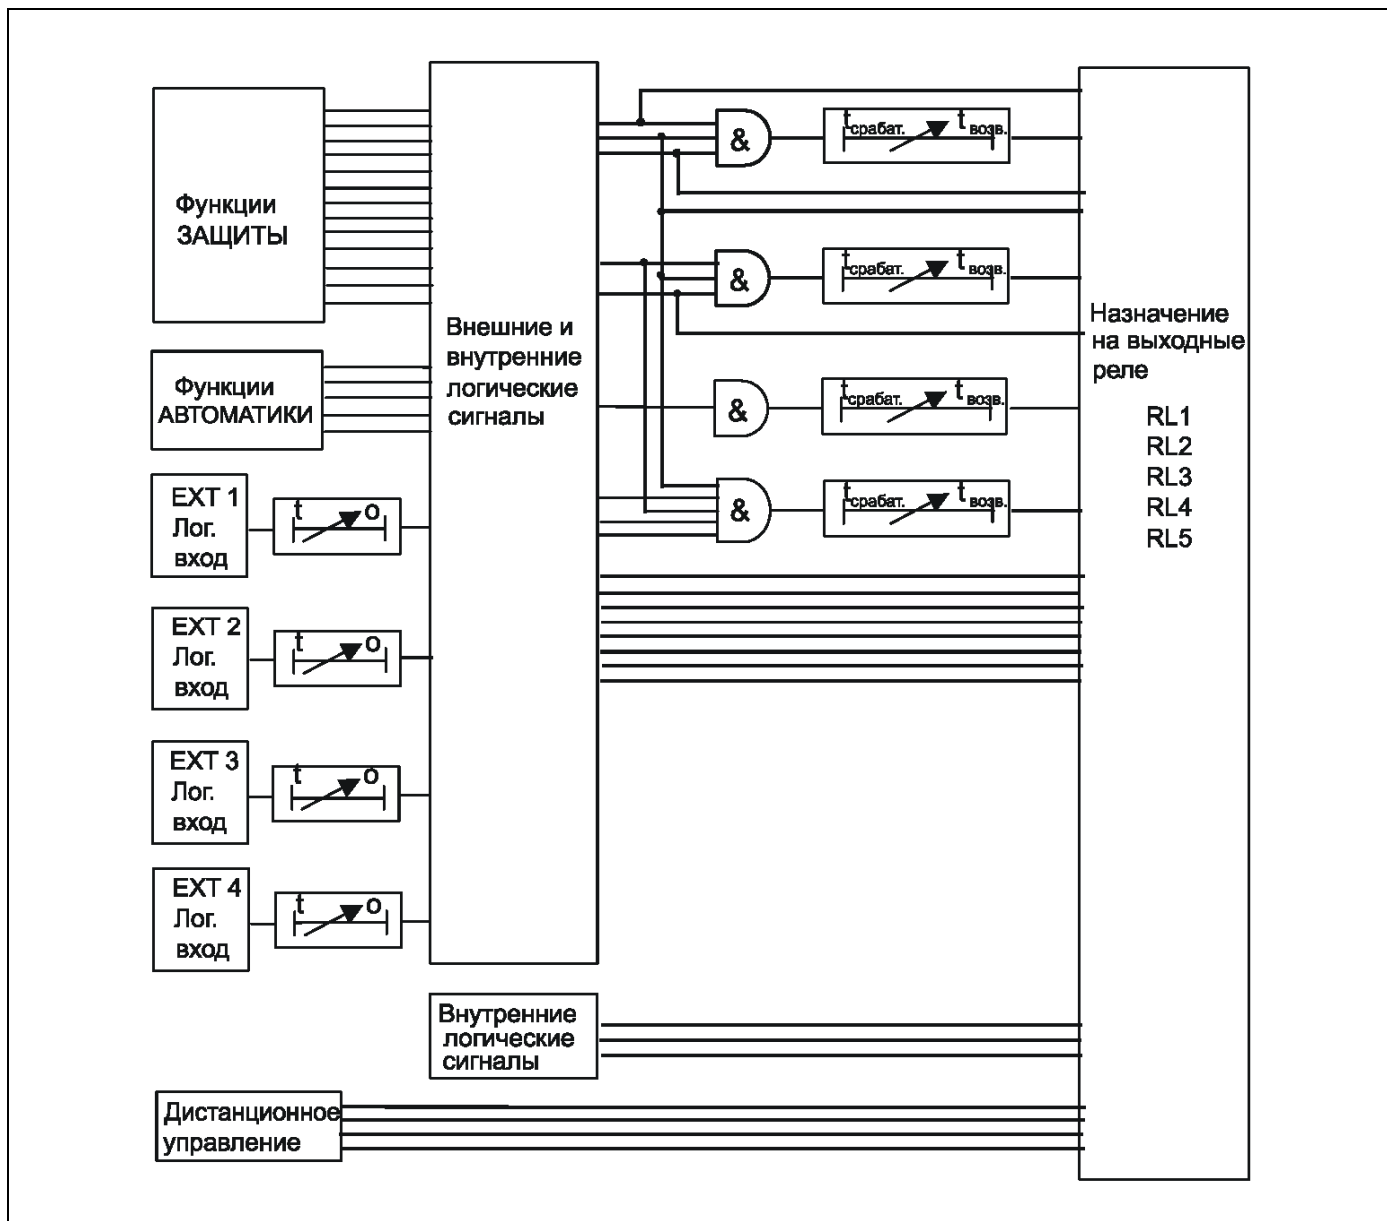 Функции
ЗАЩИТЫ
Функции
АВТОМАТИКИ
EXT 1
Лог.
вход
t o
EXT 2
Лог.
вход
t o
EXT 3
Лог.
вход
t o
EXT 4
Лог.
вход
t o
Внешние и
внутренние
логические
сигналы
&
tсрабат. tвозв.
&
tсрабат. tвозв.
&
tсрабат. tвозв.
&
tсрабат. tвозв.
Назначение
на выходные
реле
RL1
RL2
RL3
RL4
RL5
Внутренние
логические
сигналы
Дистанционное
управление